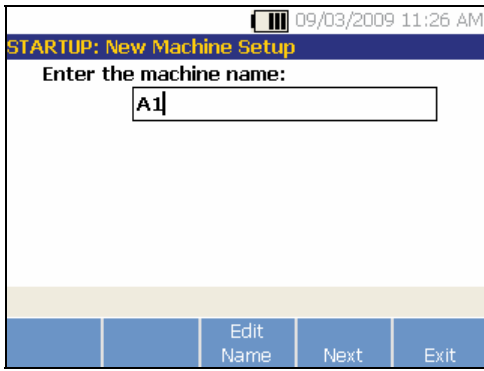 09/03/2009 11:26 AM
STARTUP: New Machine Setup
Enter the machine name:
A1
Edit
Name
Next
Exit